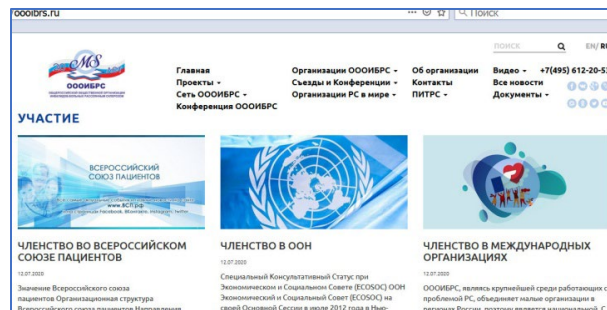 oooibrs.ru
ПОИСК
ПОИСК
EN/
MS
ОООИБРС
Главная
Проекты
Сеть ОООИБРС
Конференция ОООИБРС
Организации ОООИБРС
Съезды и Конференции
Организации РС в мире
Об организации
Контакты
ПИТРС
Видео
Все новости
Документы
+7(495) 612-20-5
УЧАСТИЕ
ВСЕРОССИЙСКИЙ
СОЮЗ ПАЦИЕНТОВ
www.ВСП.рф
ЧЛЕНСТВО ВО ВСЕРОССИЙСКОМ
СОЮЗЕ ПАЦИЕНТОВ
12.07.2020
Значение Всероссийского союза
пациентов Организационная структура
Всероссийского союза пациентов Направления
ЧЛЕНСТВО В ООН
12.07.2020
Специальный Консультативный Статус при
Экономическом и Социальном Совете (ECOSOC) ООН
Экономический и Социальный Совет (ECOSOC) на
своей Основной Сессии в июле 2012 года в Нью-
ЧЛЕНСТВО В МЕЖДУНАРОДНЫХ
ОРГАНИЗАЦИЯХ
12.07.2020
ОООИБРС, являясь крупнейшей среди работающих с
проблемой РС, объединяет малые организации в
регионах России, поэтому является национальной. С